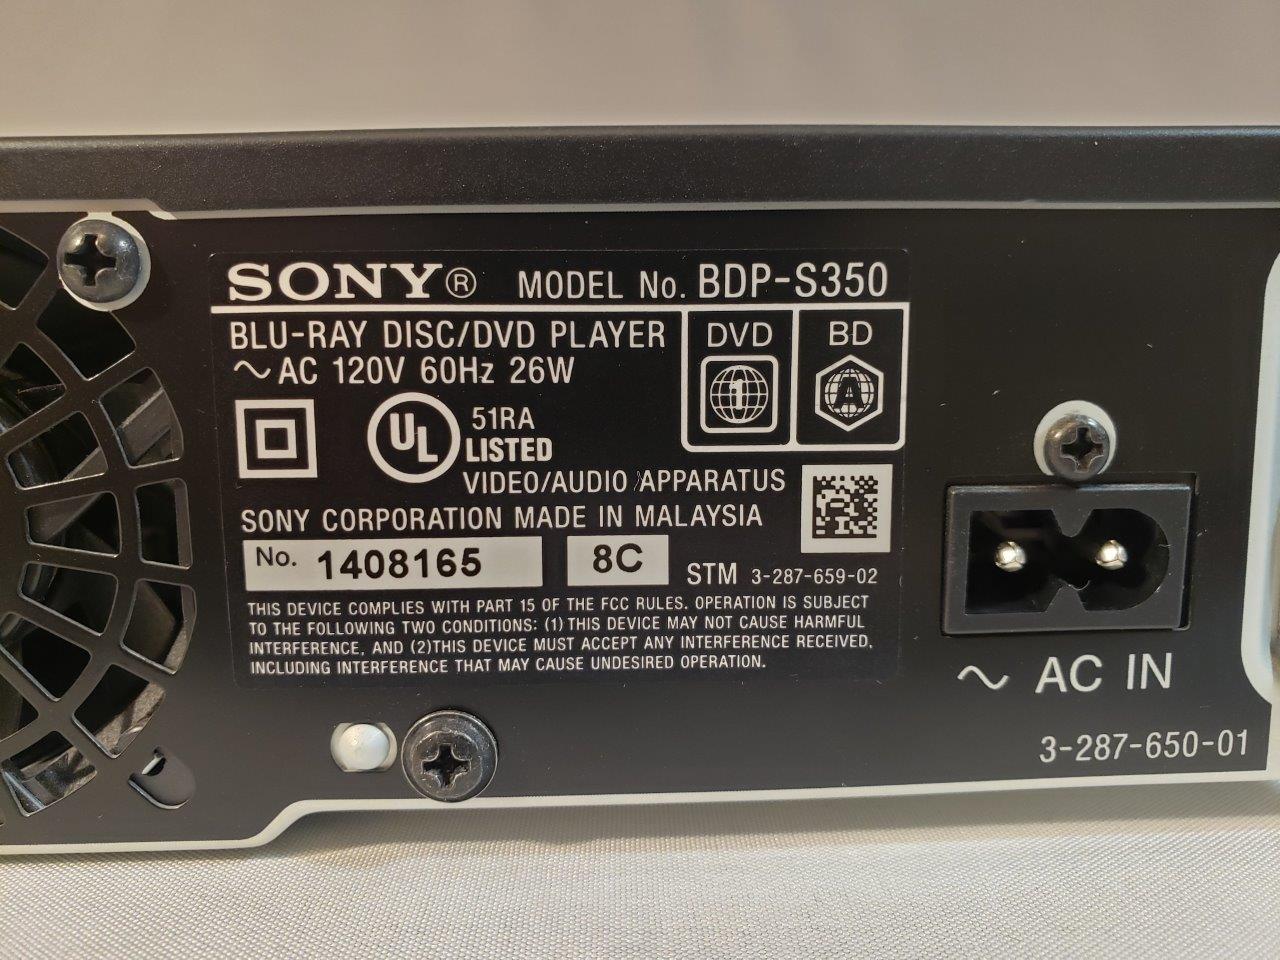 SONY® MODEL No. BDP-S350
BLU-RAY DISC/DVD PLAYER
~ AC 120V 60Hz 26W
DVD
1
BD
A
UL
51RA
LISTED
VIDEO/AUDIO APPARATUS
SONY CORPORATION MADE IN MALAYSIA
No. 1408165 8C STM 3-287-659-02
THIS DEVICE COMPLIES WITH PART 15 OF THE FCC RULES. OPERATION IS SUBJECT
TO THE FOLLOWING TWO CONDITIONS: (1) THIS DEVICE MAY NOT CAUSE HARMFUL
INTERFERENCE, AND (2)THIS DEVICE MUST ACCEPT ANY INTERFERENCE RECEIVED,
INCLUDING INTERFERENCE THAT MAY CAUSE UNDESIRED OPERATION.
~ AC IN
3-287-650-01